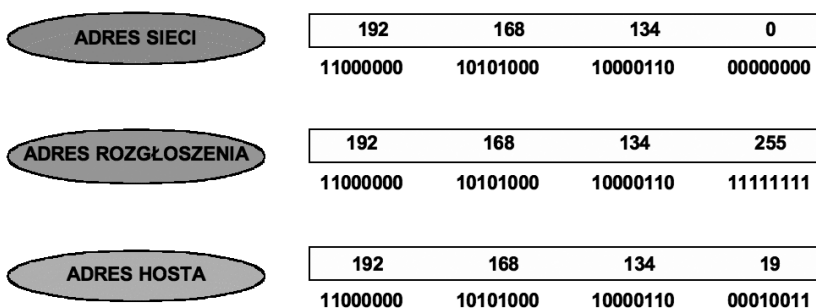 ADRES SIECI
192 168 134 0
11000000 10101000 10000110 00000000
ADRES ROZGŁOSZENIA
192 168 134 255
11000000 10101000 10000110 11111111
ADRES HOSTA
192 168 134 19
11000000 10101000 10000110 00010011